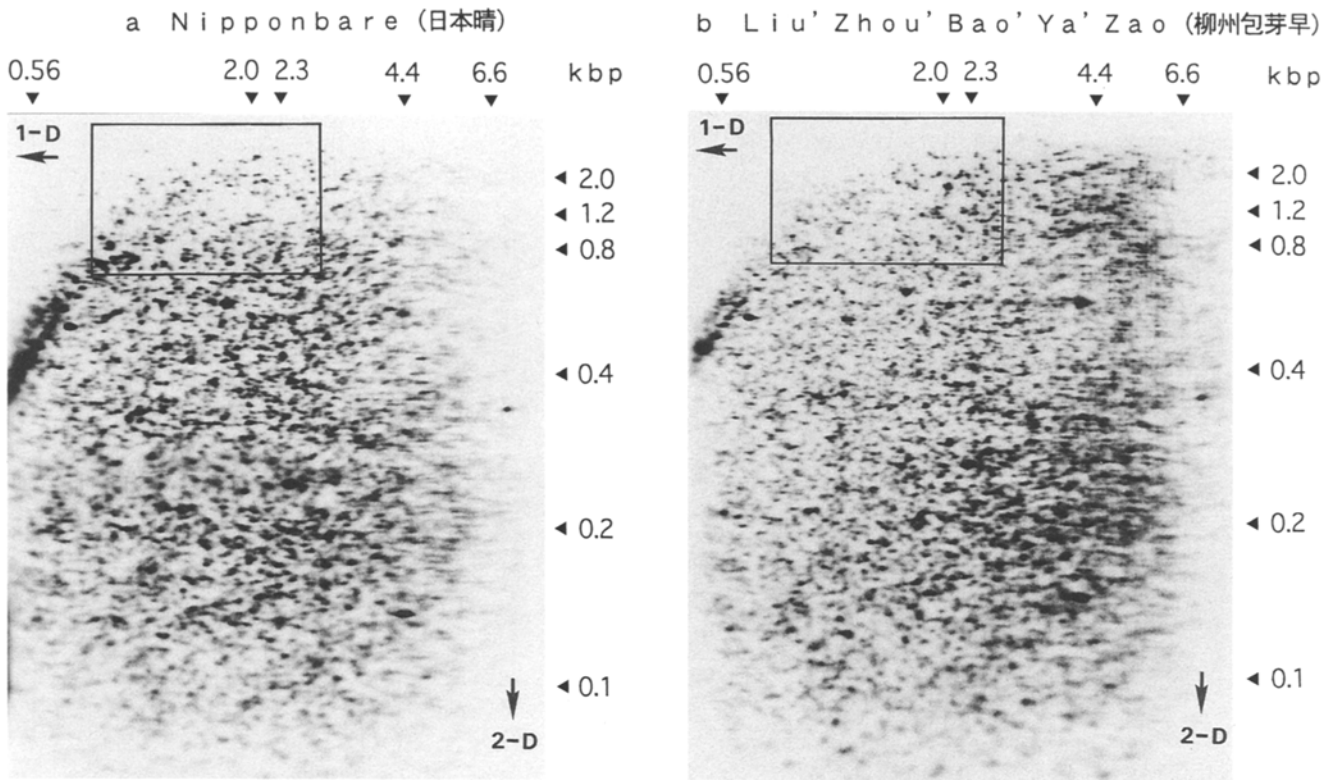 a Nipponbare (日本晴)
0.56 2.0 2.3 4.4 6.6 kbp
1-D
2.0
1.2
0.8
0.4
0.2
0.1
2-D
b Liu'Zhou'Bao'Ya'Zao (柳州包芽早)
0.56 2.0 2.3 4.4 6.6 kbp
1-D
2.0
1.2
0.8
0.4
0.2
0.1
2-D